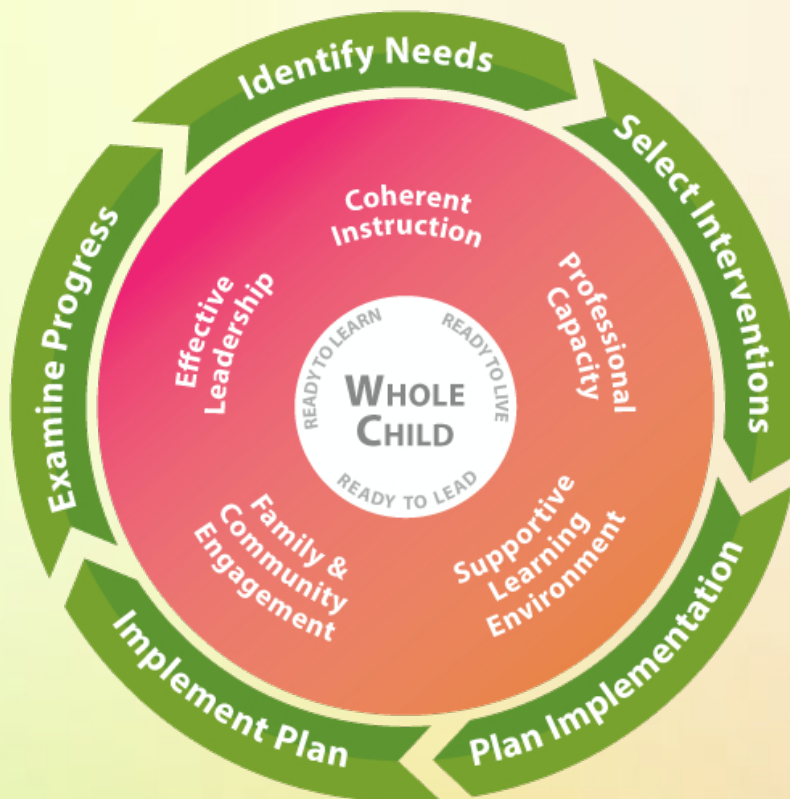 Identify Needs
Select Interventions
Plan Implementation
Implement Plan
Examine Progress
Coherent
Instruction
Professional
Capacity
Supportive
Learning
Environment
Family &
Community
Engagement
Effective
Leadership
READY TO LEARN
READY TO LIVE
READY TO LEAD
WHOLE
CHILD